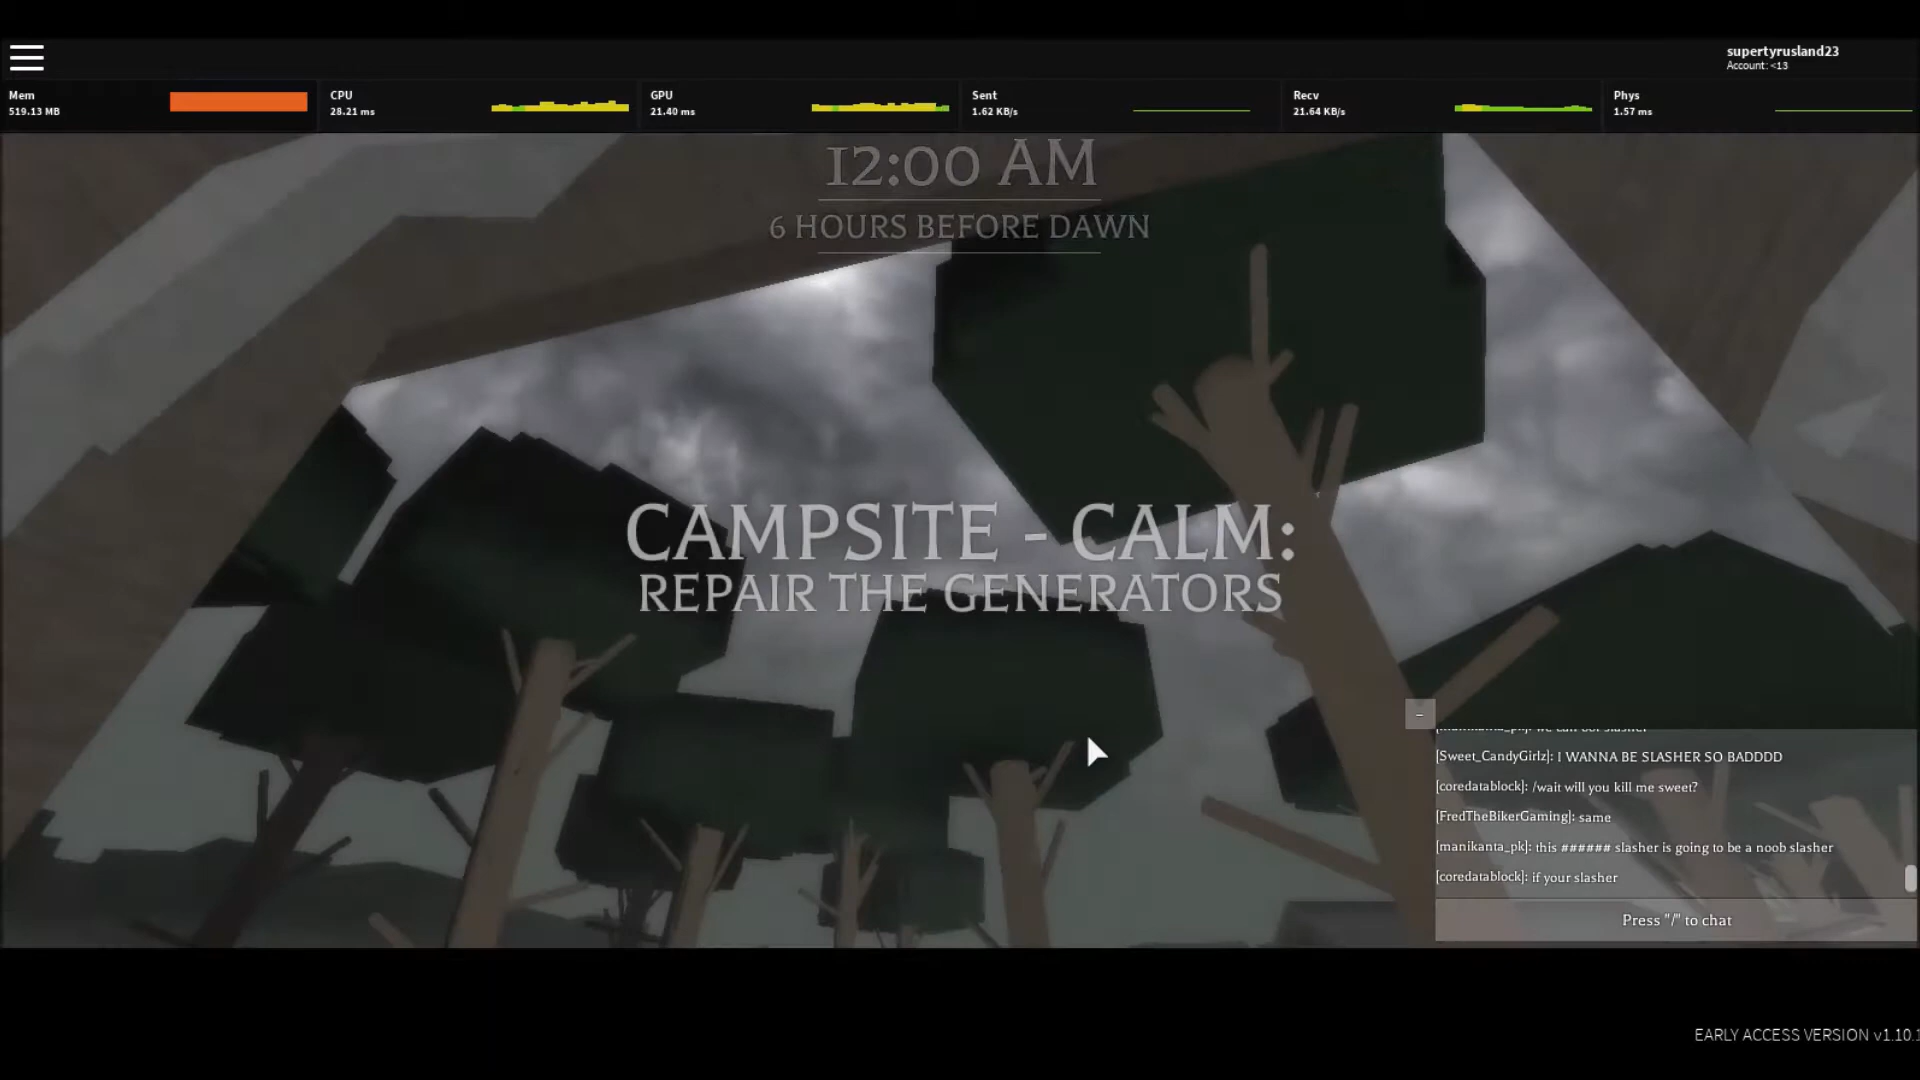 supertyrusland23
Account: <13
Mem
519.13 MB
CPU
28.21 ms
GPU
21.40 ms
Sent
1.62 KB/s
Recv
21.64 KB/s
Phys
1.57 ms
12:00 AM
6 HOURS BEFORE DAWN
CAMPSITE - CALM:
REPAIR THE GENERATORS
-
[Sweet_CandyGirlz]: I WANNA BE SLASHER SO BADDDD
[coredatablock]: /wait will you kill me sweet?
[FredTheBikerGaming]: same
[manikanta_pk]: this ###### slasher is going to be a noob slasher
[coredatablock]: if your slasher
Press "/" to chat
EARLY ACCESS VERSION v1.10.1